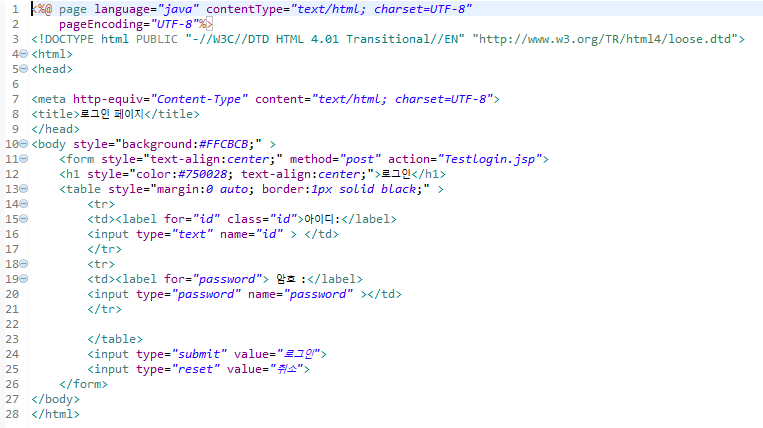 1 <%@ page language="java" contentType="text/html; charset=UTF-8"
2     pageEncoding="UTF-8"%>
3 <!DOCTYPE html PUBLIC "-//W3C//DTD HTML 4.01 Transitional//EN" "http://www.w3.org/TR/html4/loose.dtd">
4 <html>
5 <head>
6
7 <meta http-equiv="Content-Type" content="text/html; charset=UTF-8">
8 <title>로그인 페이지</title>
9 </head>
10 <body style="background:#FFCBCB;" >
11     <form style="text-align:center;" method="post" action="Testlogin.jsp">
12     <h1 style="color:#750028; text-align:center;">로그인</h1>
13     <table style="margin:0 auto; border:1px solid black;" >
14         <tr>
15         <td><label for="id" class="id">아이디:</label>
16         <input type="text" name="id" > </td>
17         </tr>
18         <tr>
19         <td><label for="password"> 암호 :</label>
20         <input type="password" name="password" ></td>
21         </tr>
22
23         </table>
24         <input type="submit" value="로그인">
25         <input type="reset" value="취소">
26     </form>
27 </body>
28 </html>